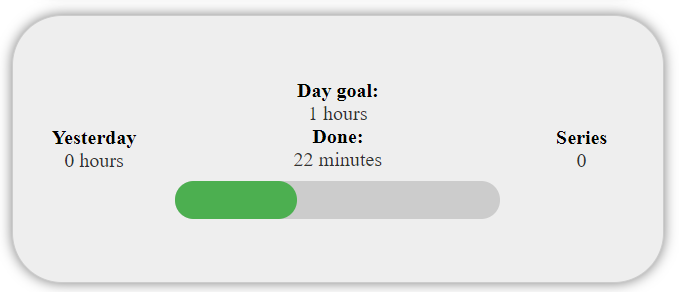 Yesterday
0 hours
Day goal:
1 hours
Done:
22 minutes
Series
0